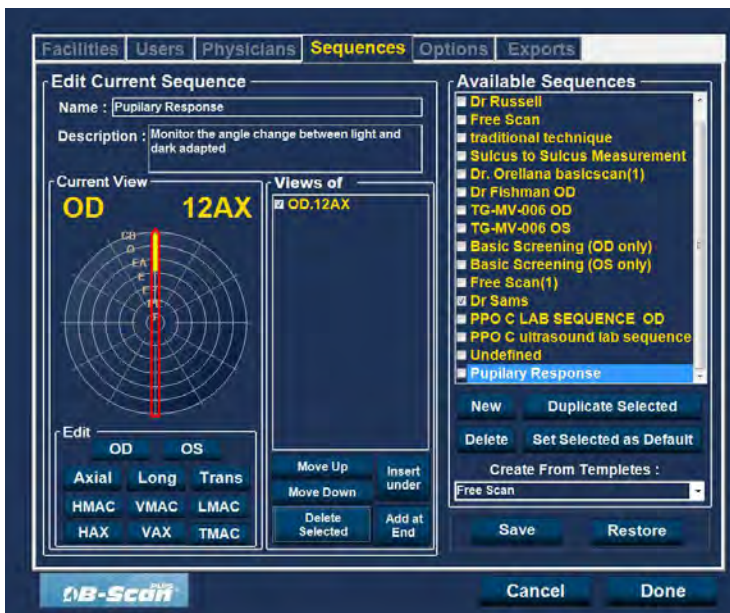 Facilities Users Physicians Sequences Options Exports
Edit Current Sequence
Name : Pupilary Response
Description : Monitor the angle change between light and
dark adapted
Current View
OD 12AX
CB
O
EA
E
E
PE
F
Edit
OD OS
Axial Long Trans
HMAC VMAC LMAC
HAX VAX TMAC
Views of
OD.12AX
Move Up
Move Down
Delete
Selected
Insert
under
Add at
End
Available Sequences
Dr Russell
Free Scan
traditional technique
Sulcus to Sulcus Measurement
Dr. Orellana basicscan(1)
Dr Fishman OD
TG-MV-006 OD
TG-MV-006 OS
Basic Screening (OD only)
Basic Screening (OS only)
Free Scan(1)
Dr Sams
PPO C LAB SEQUENCE OD
PPO C ultrasound lab sequence
Undefined
Pupilary Response
New Duplicate Selected
Delete Set Selected as Default
Create From Templetes :
Free Scan
Save Restore
B-Scan PLUS
Cancel Done